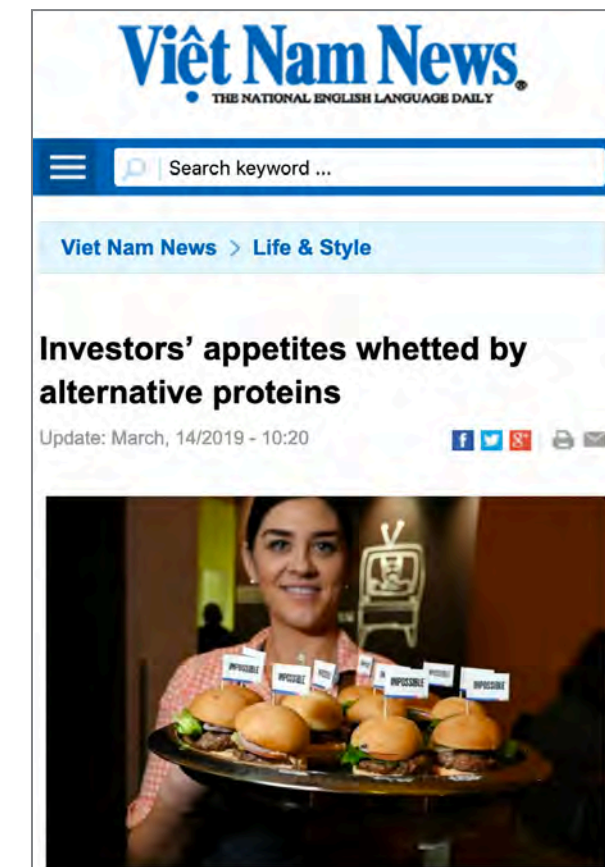 Việt Nam News®
THE NATIONAL ENGLISH LANGUAGE DAILY
Search keyword ...
Viet Nam News > Life & Style
Investors’ appetites whetted by
alternative proteins
Update: March, 14/2019 - 10:20
IMPOSSIBLE
IMPOSSIBLE
IMPOSSIBLE
IMPOSSIBLE